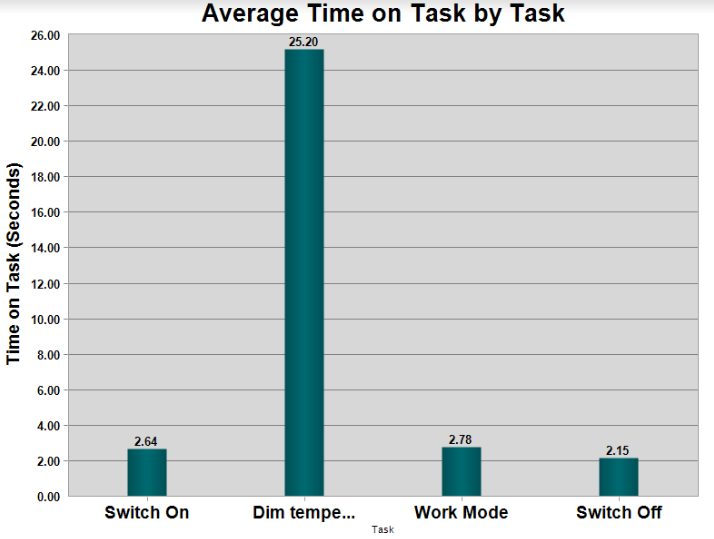 Average Time on Task by Task
26.00
24.00
22.00
20.00
18.00
16.00
14.00
12.00
10.00
8.00
6.00
4.00
2.00
0.00
Time on Task (Seconds)
2.64
25.20
2.78
2.15
Switch On
Dim tempe...
Work Mode
Switch Off
Task